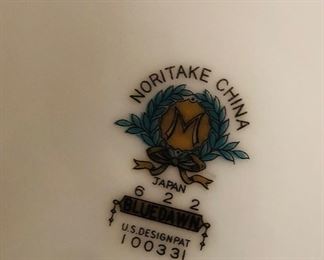 NORITAKE CHINA
M
JAPAN
622
BLUEDAWN
U.S. DESIGN PAT
100331